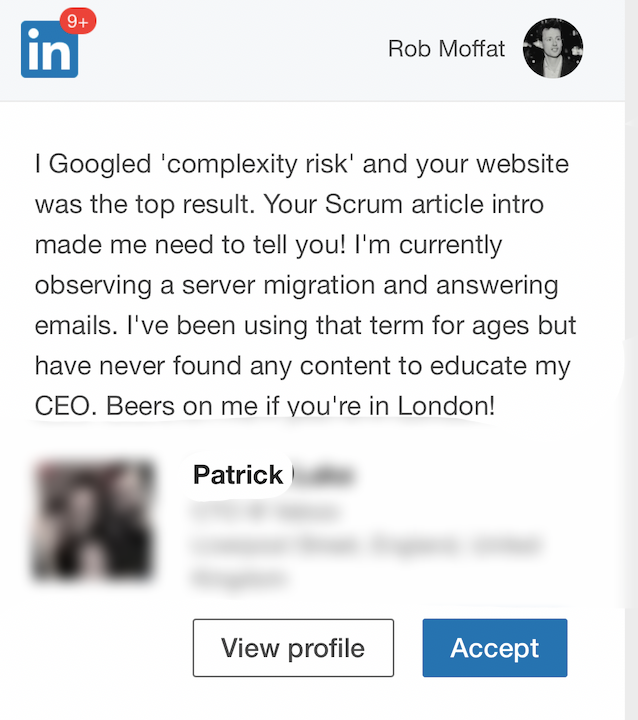 in 9+
Rob Moffat
I Googled 'complexity risk' and your website
was the top result. Your Scrum article intro
made me need to tell you! I'm currently
observing a server migration and answering
emails. I've been using that term for ages but
have never found any content to educate my
CEO. Beers on me if you're in London!
Patrick
View profile
Accept